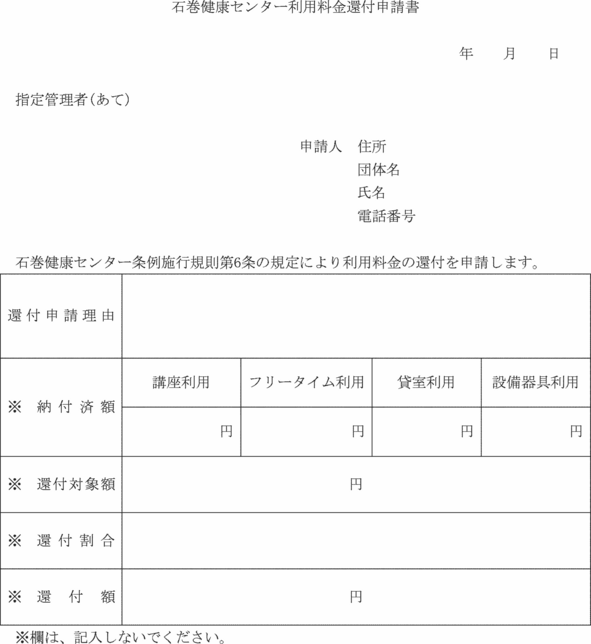 石巻健康センター利用料金還付申請書
年　　月　　日
指定管理者(あて)
申請人　住所
団体名
氏名
電話番号
石巻健康センター条例施行規則第6条の規定により利用料金の還付を申請します。
還付申請理由
※　納付済額
講座利用　フリータイム利用　貸室利用　設備器具利用
円　円　円　円
※　還付対象額　円
※　還付割合
※　還付額　円
※欄は、記入しないでください。